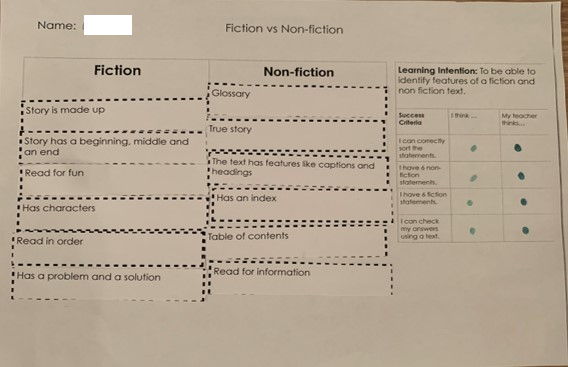 Name:
Fiction vs Non-fiction
Fiction
Story is made up
Story has a beginning, middle and
an end
Read for fun
Has characters
Read in order
Has a problem and a solution
Non-fiction
Glossary
True story
The text has features like captions and
headings
Has an index
Table of contents
Read for information
Learning Intention: To be able to
identify features of a fiction and
non fiction text.
Success
Criteria
I think ...
My teacher
thinks...
I can correctly
sort the
statements.
I have 6 non-
fiction
statements.
I have 6 fiction
statements.
I can check
my answers
using a text.